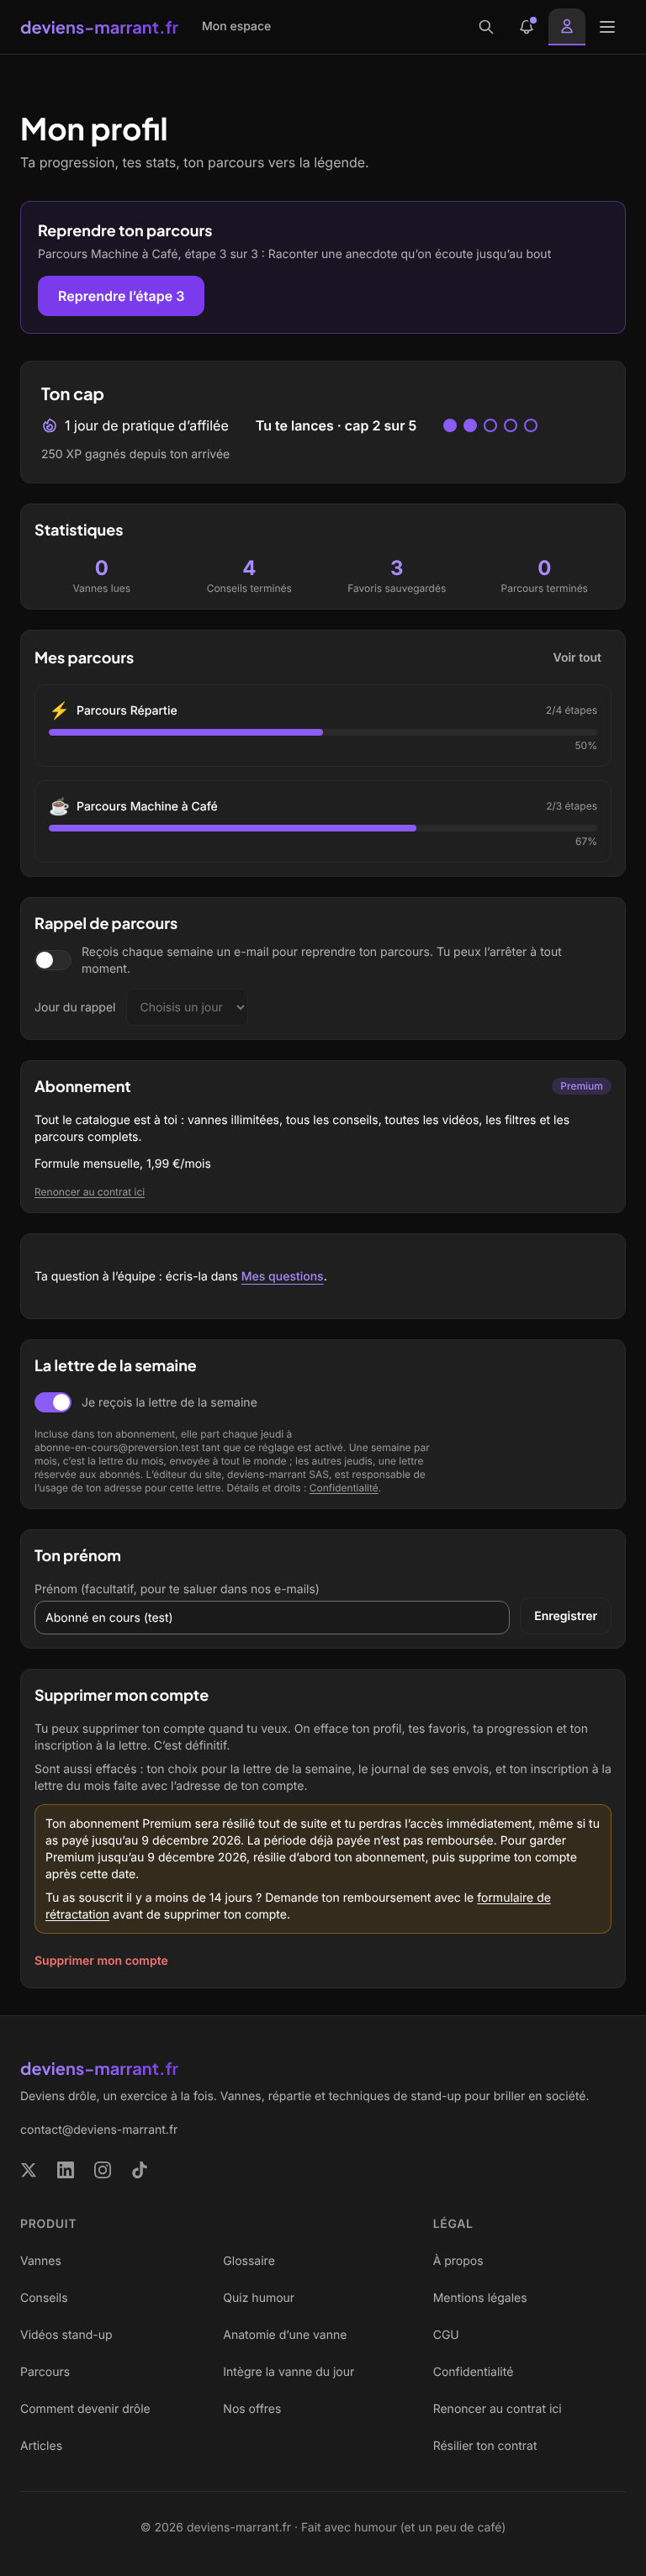 deviens-marrant.fr
Mon espace
Mon profil
Ta progression, tes stats, ton parcours vers la légende.
Reprendre ton parcours
Parcours Machine à Café, étape 3 sur 3 : Raconter une anecdote qu’on écoute jusqu’au bout
Reprendre l’étape 3
Ton cap
1 jour de pratique d’affilée
Tu te lances · cap 2 sur 5
250 XP gagnés depuis ton arrivée
Statistiques
0
4
3
0
Vannes lues
Conseils terminés
Favoris sauvegardés
Parcours terminés
Mes parcours
Voir tout
Parcours Répartie
2/4 étapes
50%
Parcours Machine à Café
2/3 étapes
67%
Rappel de parcours
Reçois chaque semaine un e-mail pour reprendre ton parcours. Tu peux l’arrêter à tout
moment.
Jour du rappel
Choisis un jour
Abonnement
Premium
Tout le catalogue est à toi : vannes illimitées, tous les conseils, toutes les vidéos, les filtres et les
parcours complets.
Formule mensuelle, 1,99 €/mois
Renoncer au contrat ici
Ta question à l’équipe : écris-la dans Mes questions.
La lettre de la semaine
Je reçois la lettre de la semaine
Incluse dans ton abonnement, elle part chaque jeudi à
abonne-en-cours@preversion.test tant que ce réglage est activé. Une semaine par
mois, c’est la lettre du mois, envoyée à tout le monde ; les autres jeudis, une lettre
réservée aux abonnés. L’éditeur du site, deviens-marrant SAS, est responsable de
l’usage de ton adresse pour cette lettre. Détails et droits : Confidentialité.
Ton prénom
Prénom (facultatif, pour te saluer dans nos e-mails)
Abonné en cours (test)
Enregistrer
Supprimer mon compte
Tu peux supprimer ton compte quand tu veux. On efface ton profil, tes favoris, ta progression et ton
inscription à la lettre. C’est définitif.
Sont aussi effacés : ton choix pour la lettre de la semaine, le journal de ses envois, et ton inscription à la
lettre du mois faite avec l’adresse de ton compte.
Ton abonnement Premium sera résilié tout de suite et tu perdras l’accès immédiatement, même si tu
as payé jusqu’au 9 décembre 2026. La période déjà payée n’est pas remboursée. Pour garder
Premium jusqu’au 9 décembre 2026, résilie d’abord ton abonnement, puis supprime ton compte
après cette date.
Tu as souscrit il y a moins de 14 jours ? Demande ton remboursement avec le formulaire de
rétractation avant de supprimer ton compte.
Supprimer mon compte
deviens-marrant.fr
Deviens drôle, un exercice à la fois. Vannes, répartie et techniques de stand-up pour briller en société.
contact@deviens-marrant.fr
PRODUIT
Vannes
Conseils
Vidéos stand-up
Parcours
Comment devenir drôle
Articles
Glossaire
Quiz humour
Anatomie d’une vanne
Intègre la vanne du jour
Nos offres
LÉGAL
À propos
Mentions légales
CGU
Confidentialité
Renoncer au contrat ici
Résilier ton contrat
© 2026 deviens-marrant.fr · Fait avec humour (et un peu de café)